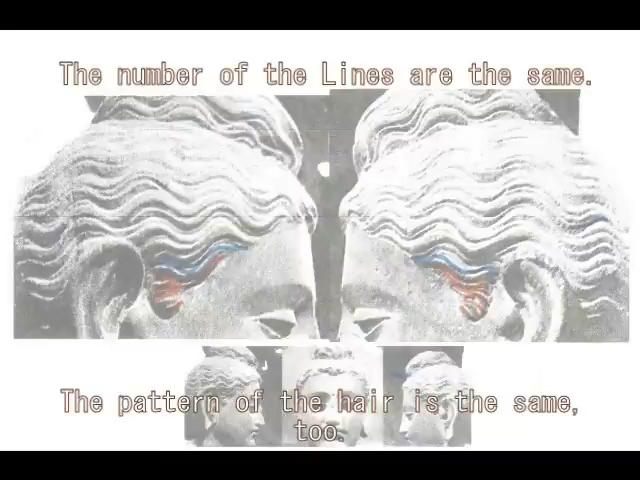 The number of the Lines are the same.
The pattern of the hair is the same,
too.